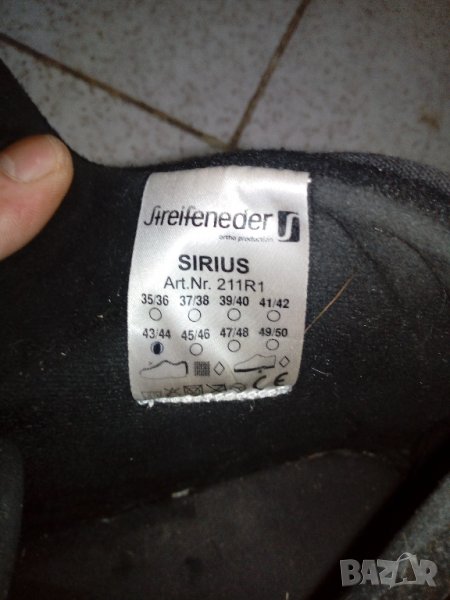 Streifeneder
ortho production
SIRIUS
Art.Nr. 211R1
35/36 37/38 39/40 41/42
43/44 45/46 47/48 49/50
CE
BAZAR